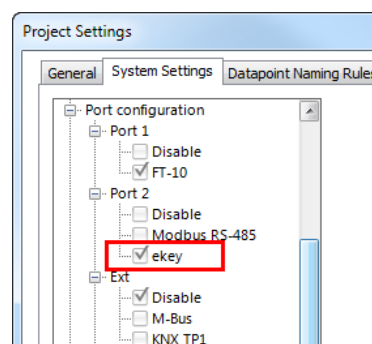 Project Settings
General System Settings Datapoint Naming Rules
Port configuration
Port 1
Disable
FT-10
Port 2
Disable
Modbus RS-485
ekey
Ext
Disable
M-Bus
KNX TP1